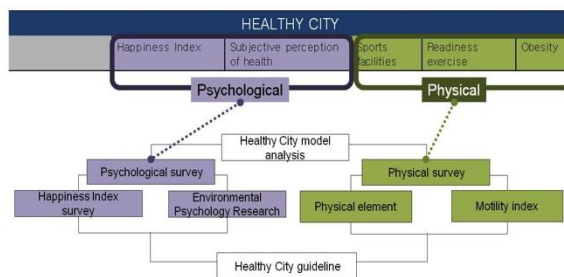 HEALTHY CITY
Happiness Index
Subjective perception
of health
Sports
facilities
Readiness
exercise
Obesity
Psychological
Physical
Healthy City model
analysis
Psychological survey
Physical survey
Happiness Index
survey
Environmental
Psychology Research
Physical element
Motility index
Healthy City guideline